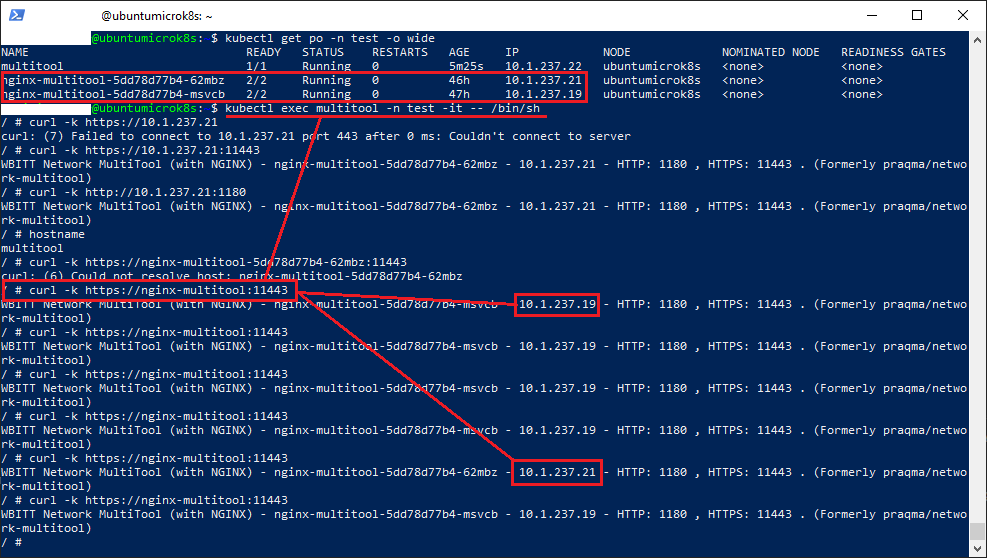 @ubuntumicrok8s: ~
@ubuntumicrok8s: $ kubectl get po -n test -o wide
NAME READY STATUS RESTARTS AGE IP NODE NOMINATED NODE READINESS GATES
multitool 1/1 Running 0 5m25s 10.1.237.22 ubuntumicrok8s <none> <none>
nginx-multitool-5dd78d77b4-62mbz 2/2 Running 0 46h 10.1.237.21 ubuntumicrok8s <none> <none>
nginx-multitool-5dd78d77b4-msvcb 2/2 Running 0 47h 10.1.237.19 ubuntumicrok8s <none> <none>
@ubuntumicrok8s: $ kubectl exec multitool -n test -it -- /bin/sh
/ # curl -k https://10.1.237.21
curl: (7) Failed to connect to 10.1.237.21 port 443 after 0 ms: Couldn't connect to server
/ # curl -k https://10.1.237.21:11443
WBITT Network MultiTool (with NGINX) - nginx-multitool-5dd78d77b4-62mbz - 10.1.237.21 - HTTP: 1180 , HTTPS: 11443 . (Formerly praqma/netwo
rk-multitool)
/ # curl -k http://10.1.237.21:1180
WBITT Network MultiTool (with NGINX) - nginx-multitool-5dd78d77b4-62mbz - 10.1.237.21 - HTTP: 1180 , HTTPS: 11443 . (Formerly praqma/netwo
rk-multitool)
/ # hostname
multitool
/ # curl -k https://nginx-multitool-5dd78d77b4-62mbz:11443
curl: (6) Could not resolve host: nginx-multitool-5dd78d77b4-62mbz
/ # curl -k https://nginx-multitool:11443
WBITT Network MultiTool (with NGINX) - nginx-multitool-5dd78d77b4-msvcb - 10.1.237.19 - HTTP: 1180 , HTTPS: 11443 . (Formerly praqma/netwo
rk-multitool)
/ # curl -k https://nginx-multitool:11443
WBITT Network MultiTool (with NGINX) - nginx-multitool-5dd78d77b4-msvcb - 10.1.237.19 - HTTP: 1180 , HTTPS: 11443 . (Formerly praqma/netwo
rk-multitool)
/ # curl -k https://nginx-multitool:11443
WBITT Network MultiTool (with NGINX) - nginx-multitool-5dd78d77b4-msvcb - 10.1.237.19 - HTTP: 1180 , HTTPS: 11443 . (Formerly praqma/netwo
rk-multitool)
/ # curl -k https://nginx-multitool:11443
WBITT Network MultiTool (with NGINX) - nginx-multitool-5dd78d77b4-msvcb - 10.1.237.19 - HTTP: 1180 , HTTPS: 11443 . (Formerly praqma/netwo
rk-multitool)
/ # curl -k https://nginx-multitool:11443
WBITT Network MultiTool (with NGINX) - nginx-multitool-5dd78d77b4-62mbz - 10.1.237.21 - HTTP: 1180 , HTTPS: 11443 . (Formerly praqma/netwo
rk-multitool)
/ # curl -k https://nginx-multitool:11443
WBITT Network MultiTool (with NGINX) - nginx-multitool-5dd78d77b4-msvcb - 10.1.237.19 - HTTP: 1180 , HTTPS: 11443 . (Formerly praqma/netwo
rk-multitool)
/ #